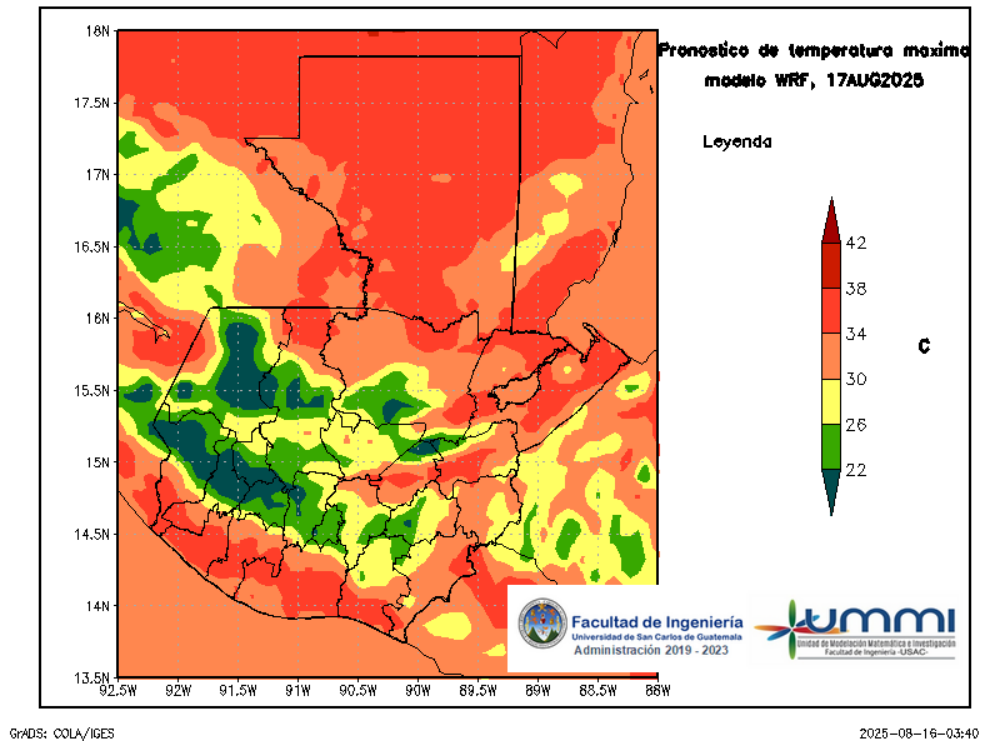 Pronostico de temperatura maxima
modelo WRF, 17AUG2025
Leyenda
42
38
34
30
26
22
C
18N
17.5N
17N
16.5N
16N
15.5N
15N
14.5N
14N
13.5N
92.5W 92W 91.5W 91W 90.5W 90W 89.5W 89W 88.5W 88W
Facultad de Ingeniería
Universidad de San Carlos de Guatemala
Administración 2019 - 2023
ummi
Unidad de Modelación Matemática e Investigación
Facultad de Ingeniería -USAC-
GrADS: COLA/IGES
2025-08-16-03:40